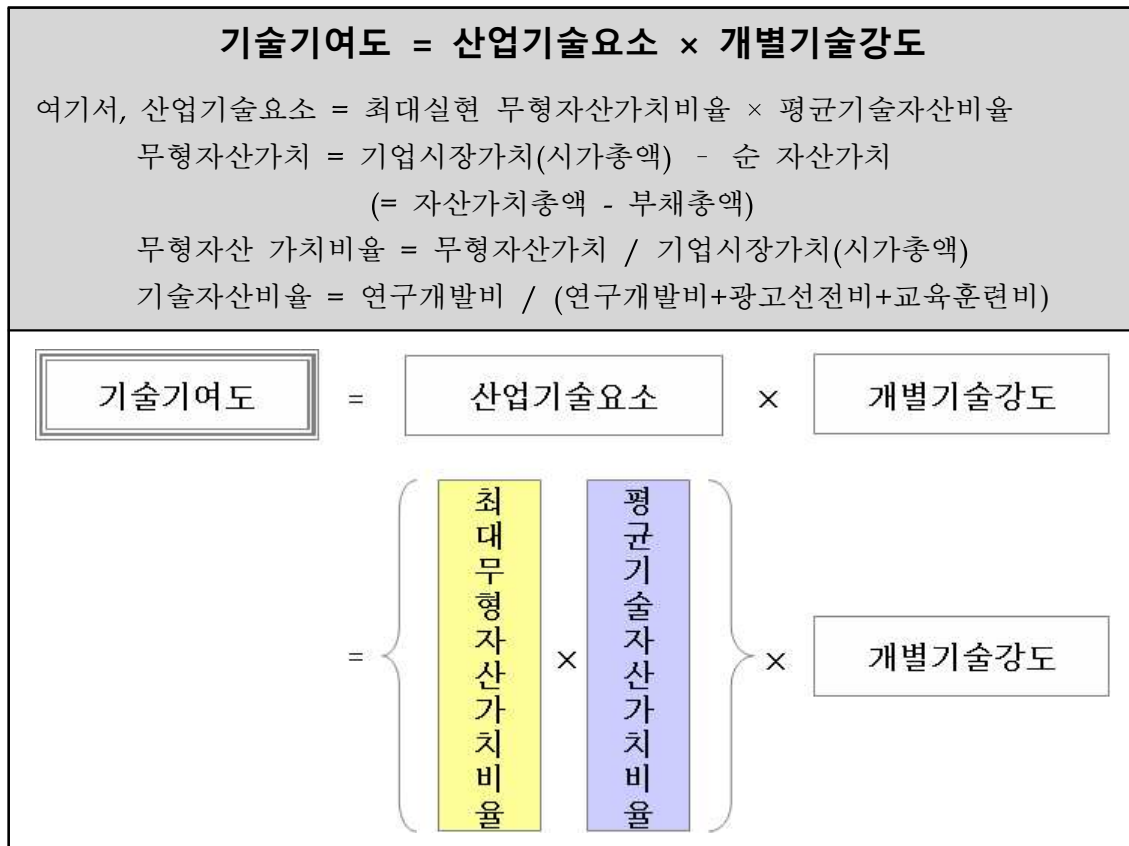 기술기여도 = 산업기술요소 × 개별기술강도
여기서, 산업기술요소 = 최대실현 무형자산가치비율 × 평균기술자산비율
무형자산가치 = 기업시장가치(시가총액) - 순 자산가치
(= 자산가치총액 - 부채총액)
무형자산 가치비율 = 무형자산가치 / 기업시장가치(시가총액)
기술자산비율 = 연구개발비 / (연구개발비+광고선전비+교육훈련비)
기술기여도 = 산업기술요소 × 개별기술강도
= { 최대무형자산가치비율 × 평균기술자산가치비율 } × 개별기술강도